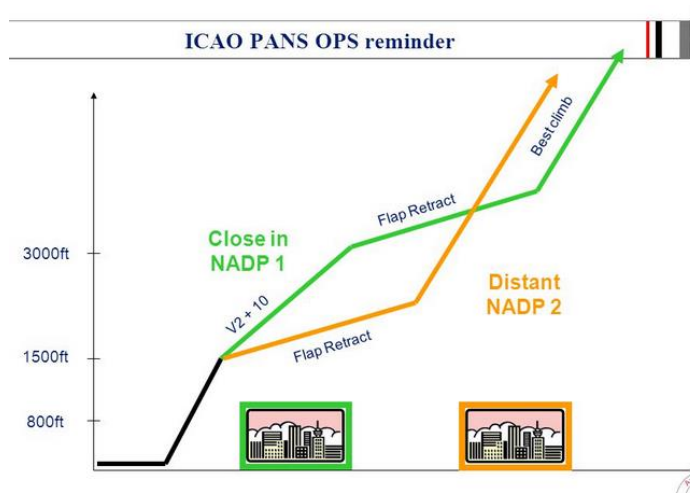 ICAO PANS OPS reminder
Best climb
Flap Retract
Close in
NADP 1
3000ft
Distant
NADP 2
V2 + 10
Flap Retract
1500ft
800ft